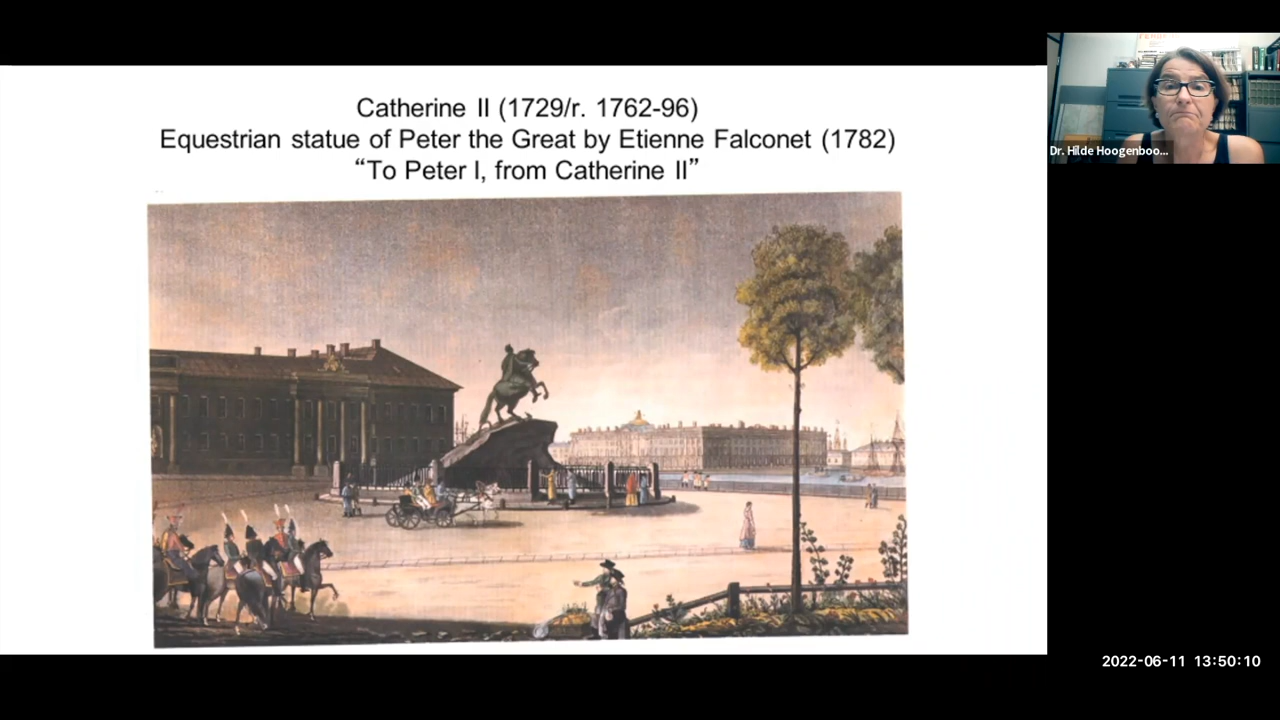 Catherine II (1729/r. 1762-96)
Equestrian statue of Peter the Great by Etienne Falconet (1782)
“To Peter I, from Catherine II”
Dr. Hilde Hoogenboo...
2022-06-11 13:50:10